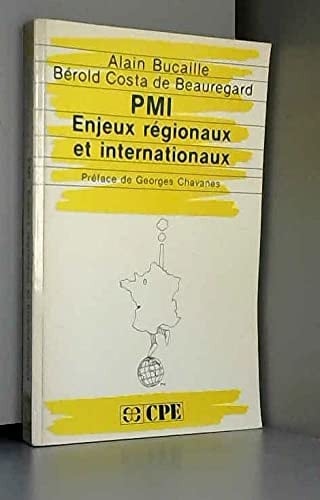 Alain Bucaille
Bérold Costa de Beauregard
PMI
Enjeux régionaux
et internationaux
Préface de Georges Chavanes
CPE